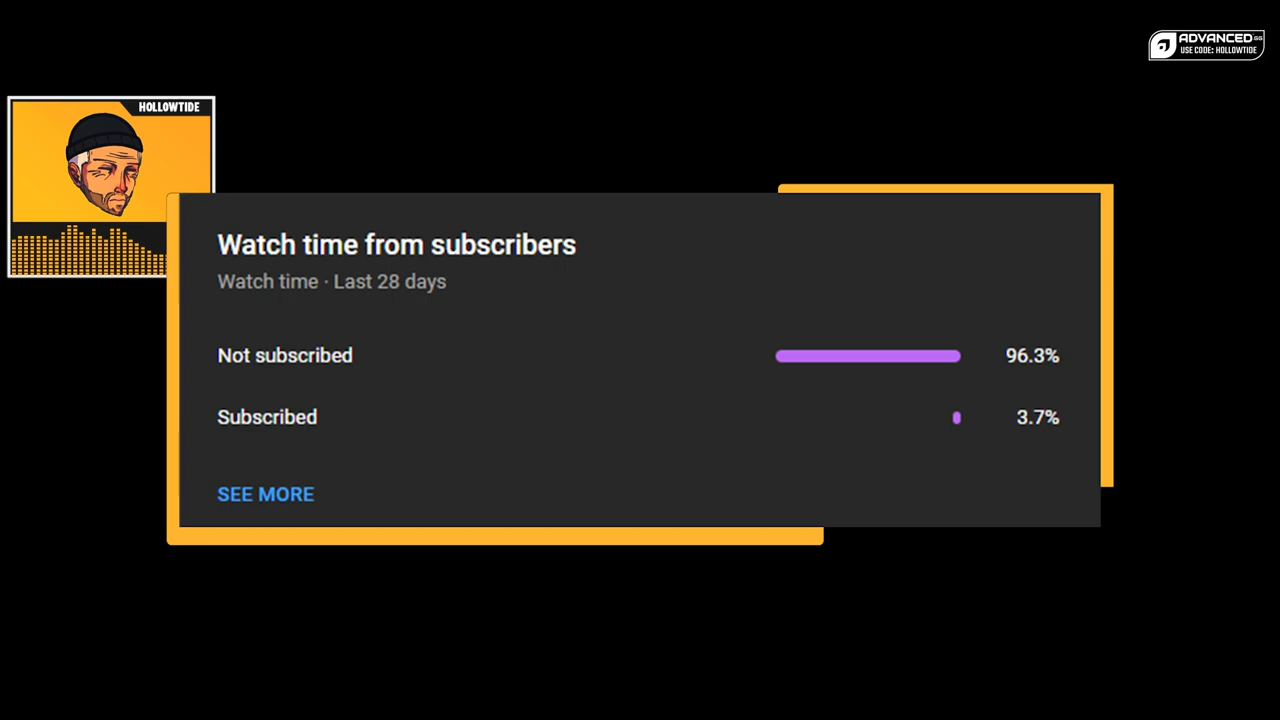 ADVANCED.GG
USE CODE: HOLLOWTIDE
HOLLOWTIDE
Watch time from subscribers
Watch time · Last 28 days
Not subscribed 96.3%
Subscribed 3.7%
SEE MORE